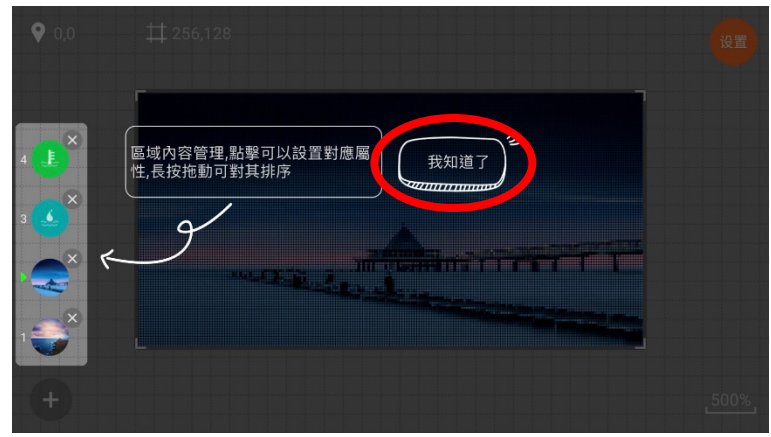 0,0
256,128
设置
4
區域內容管理,點擊可以設置對應屬
性,長按拖動可對其排序
我知道了
3
1
500%